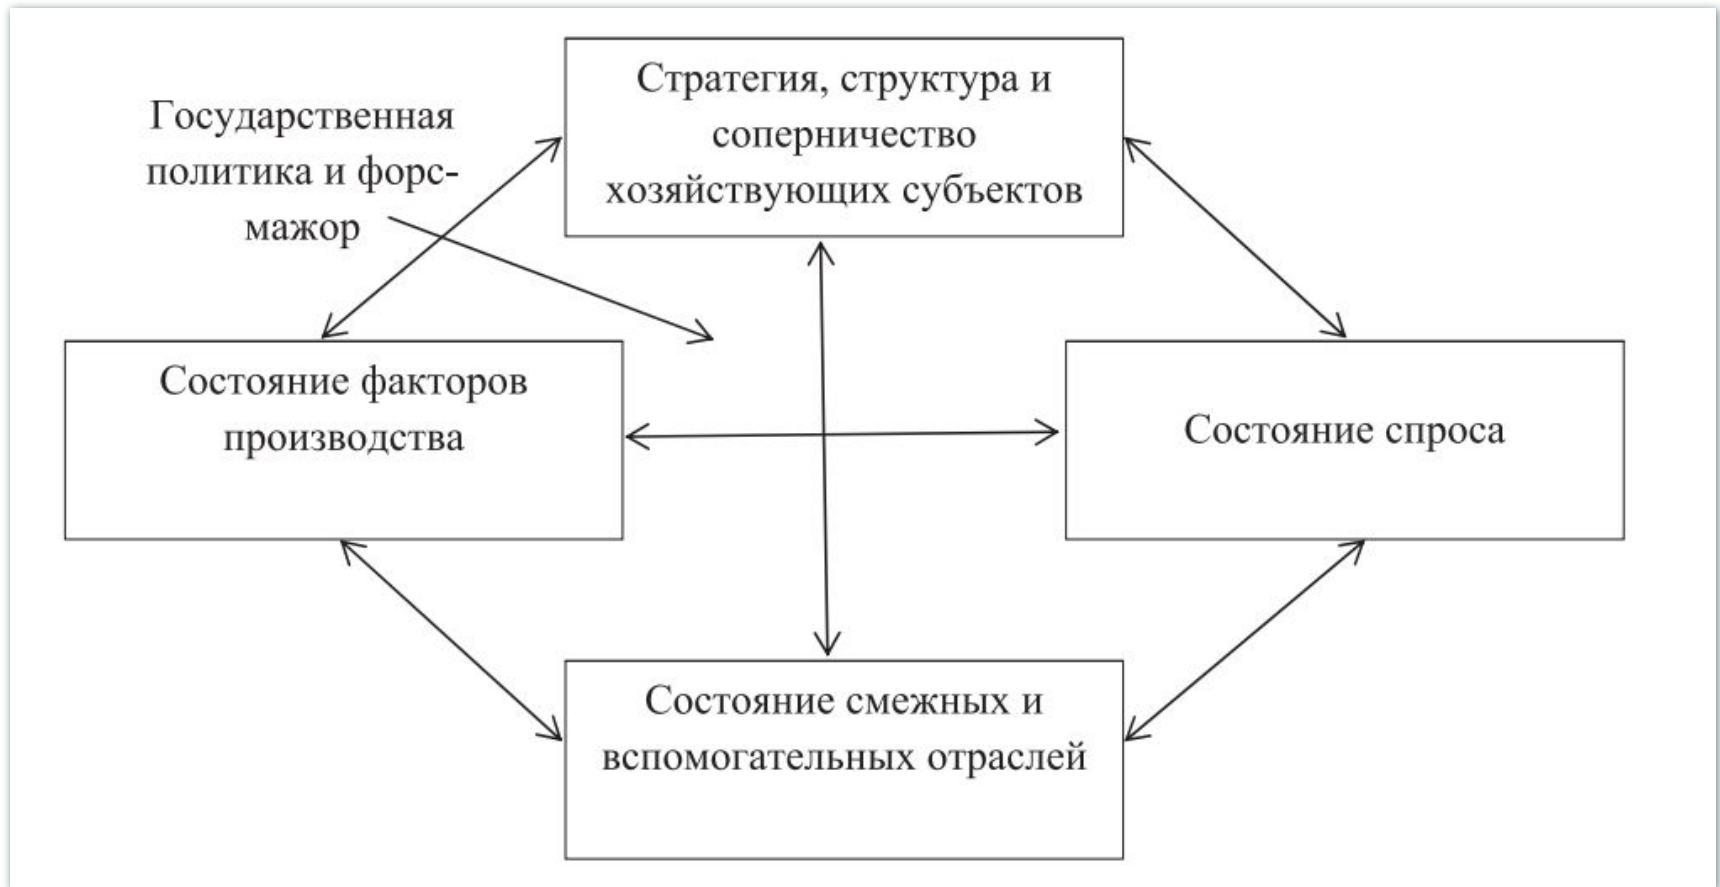 Стратегия, структура и
соперничество
хозяйствующих субъектов
Государственная
политика и форс-
мажор
Состояние факторов
производства
Состояние спроса
Состояние смежных и
вспомогательных отраслей